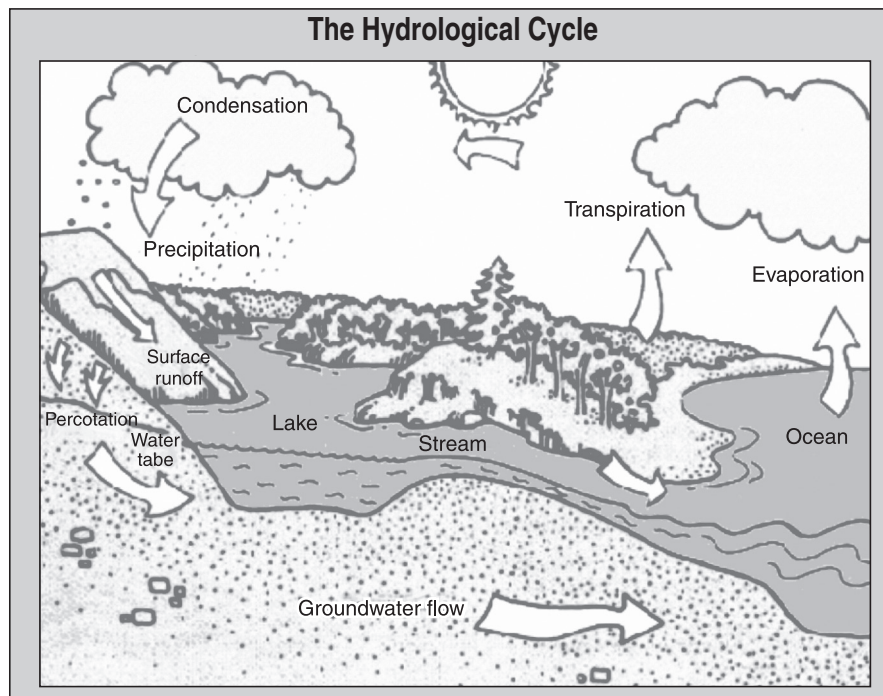 The Hydrological Cycle
Condensation
Precipitation
Transpiration
Evaporation
Surface
runoff
Percotation
Water
tabe
Lake
Stream
Ocean
Groundwater flow